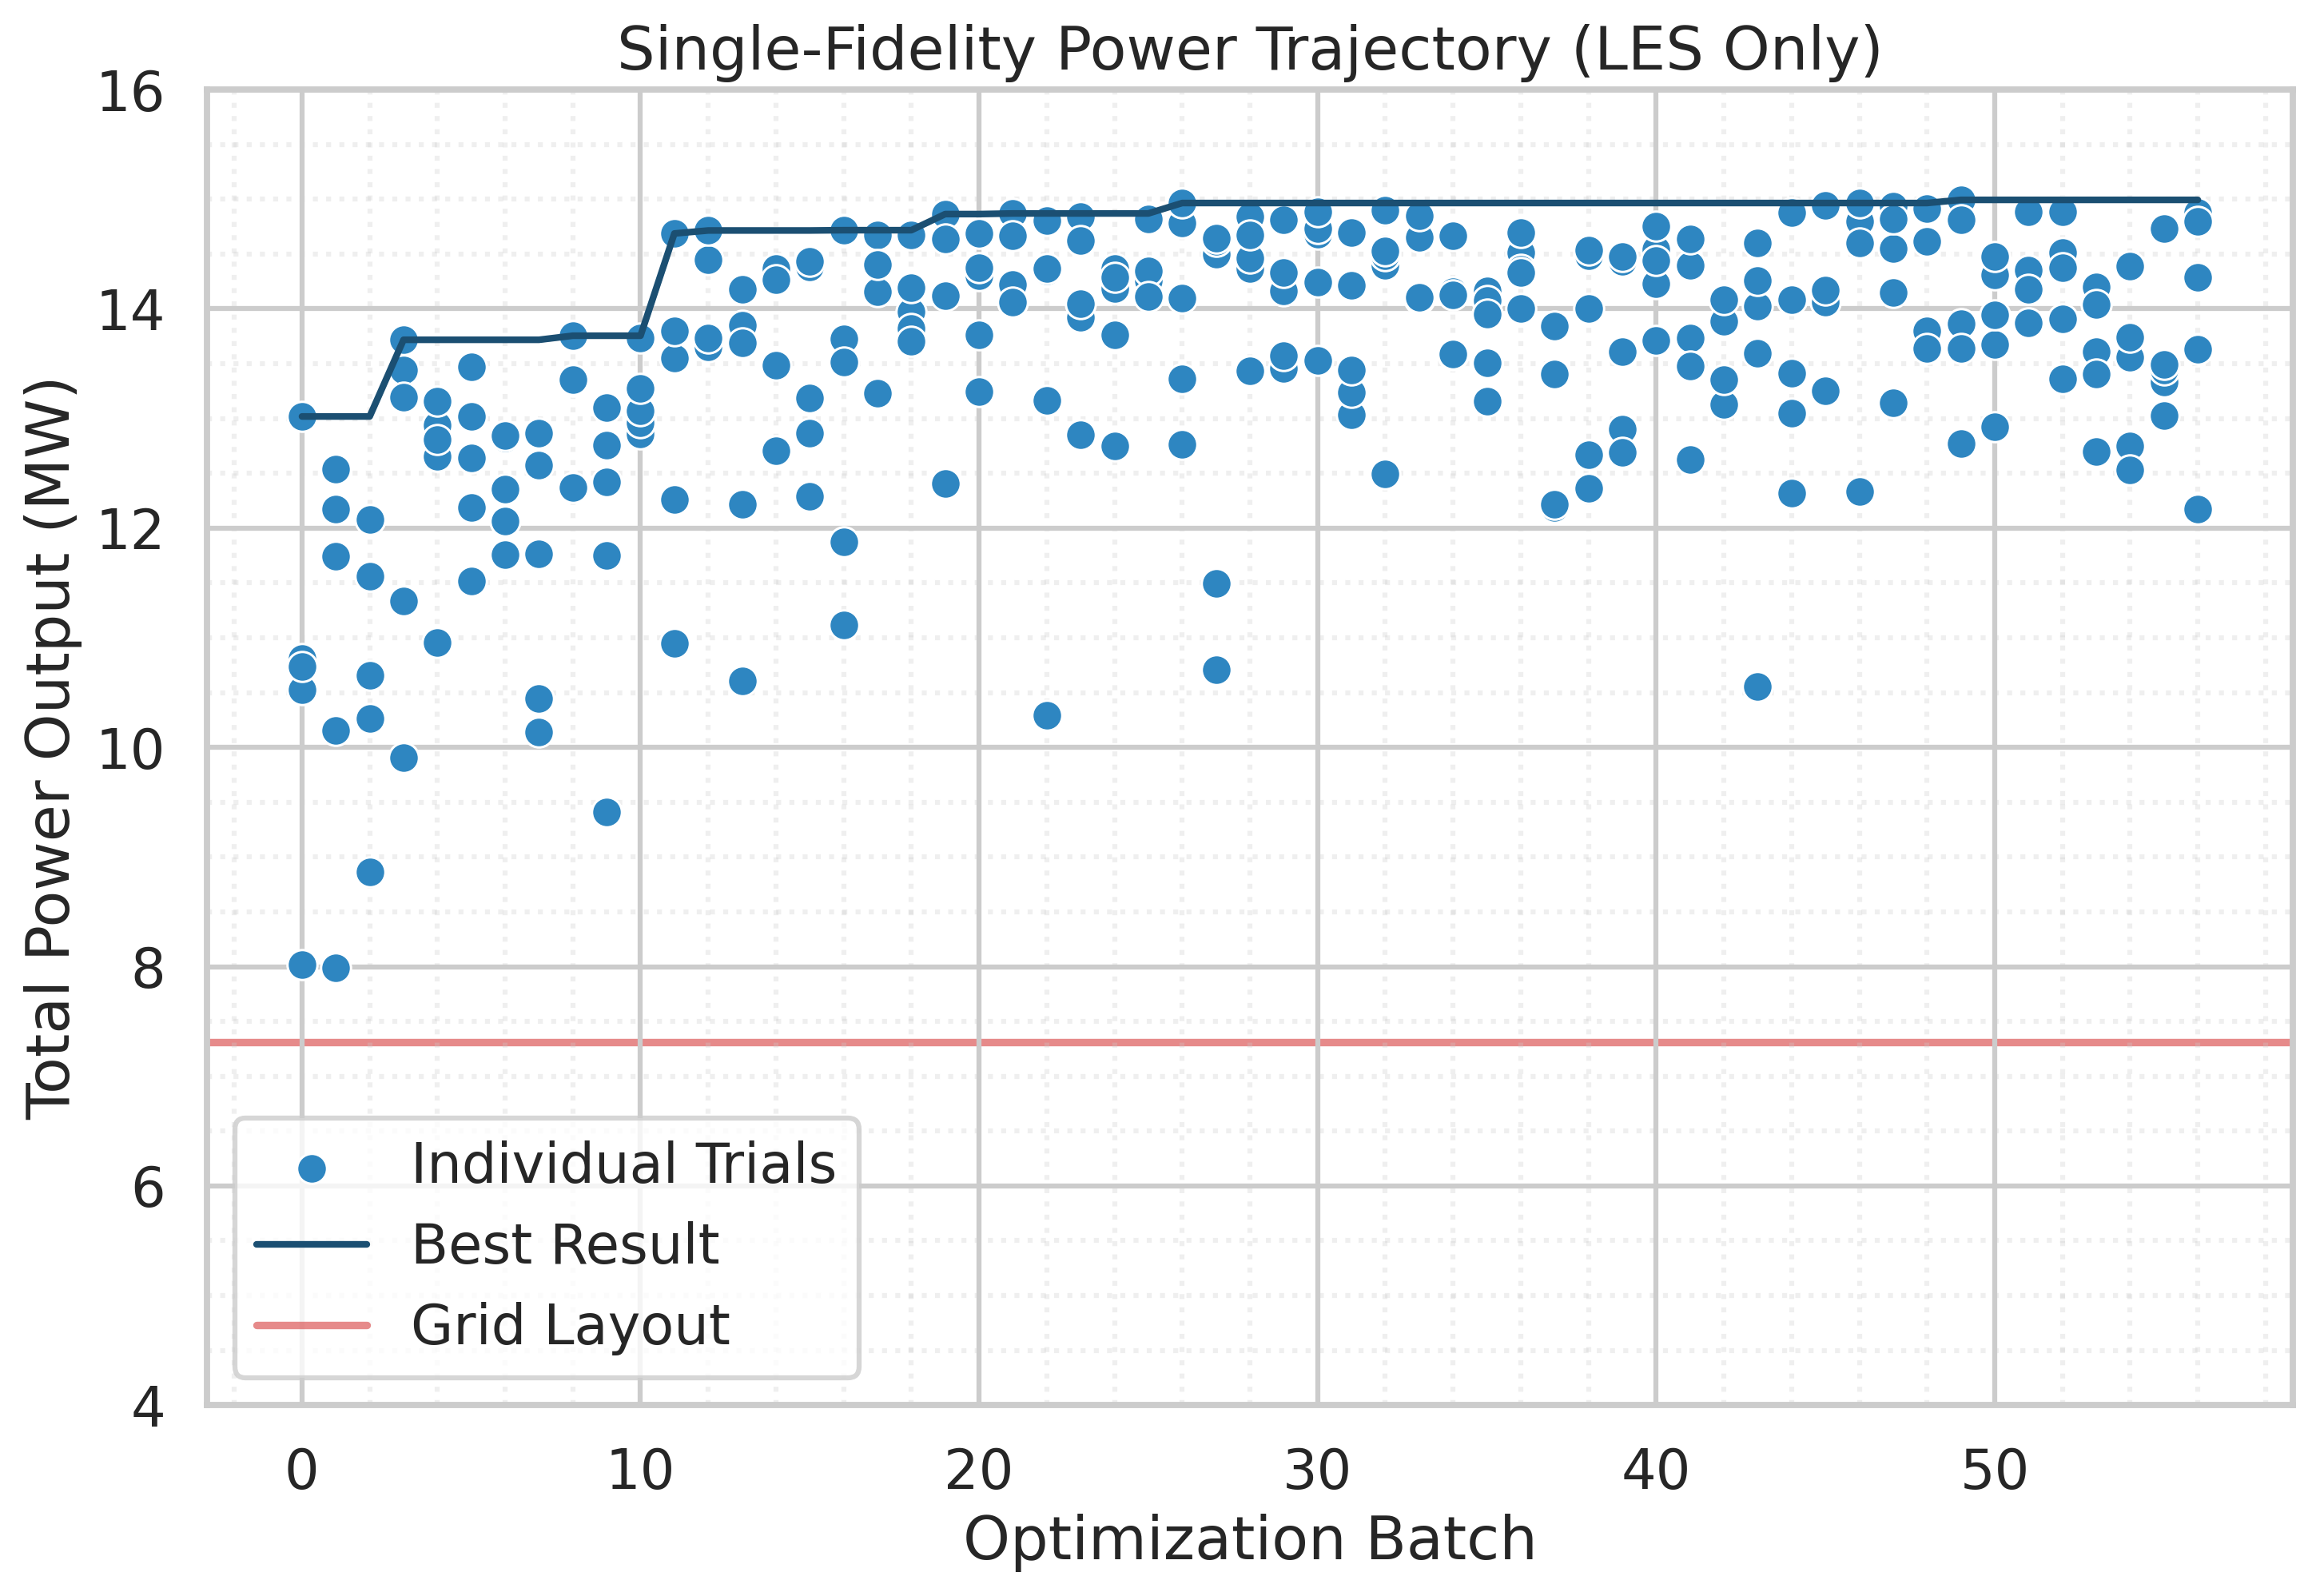 Single-Fidelity Power Trajectory (LES Only)
Total Power Output (MW)
16
14
12
10
8
6
4
Individual Trials
Best Result
Grid Layout
0 10 20 30 40 50
Optimization Batch